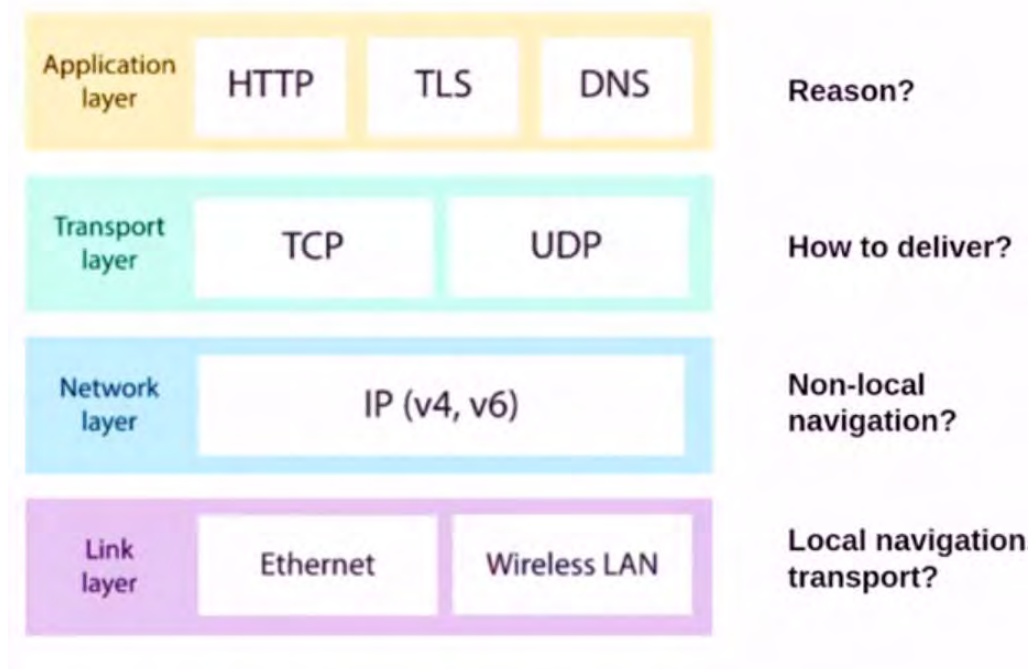 Application
layer
HTTP
TLS
DNS
Reason?
Transport
layer
TCP
UDP
How to deliver?
Network
layer
IP (v4, v6)
Non-local
navigation?
Link
layer
Ethernet
Wireless LAN
Local navigation
transport?